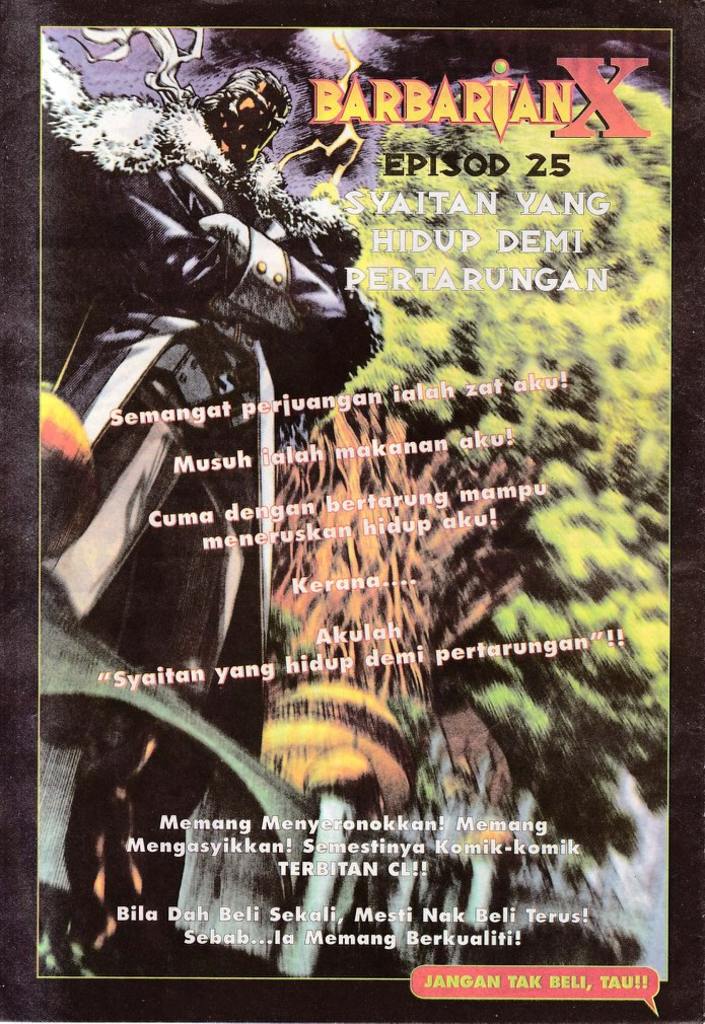 BARBARIAN X
EPISOD 25
SYAITAN YANG
HIDUP DEMI
PERTARUNGAN
Semangat perjuangan ialah zat aku!
Musuh ialah makanan aku!
Cuma dengan bertarung mampu
meneruskan hidup aku!
Kerana....
Akulah
"Syaitan yang hidup demi pertarungan"!!
Memang Menyeronokkan! Memang
Mengasyikkan! Semestinya Komik-komik
TERBITAN CL!!
Bila Dah Beli Sekali, Mesti Nak Beli Terus!
Sebab...Ia Memang Berkualiti!
JANGAN TAK BELI, TAU!!